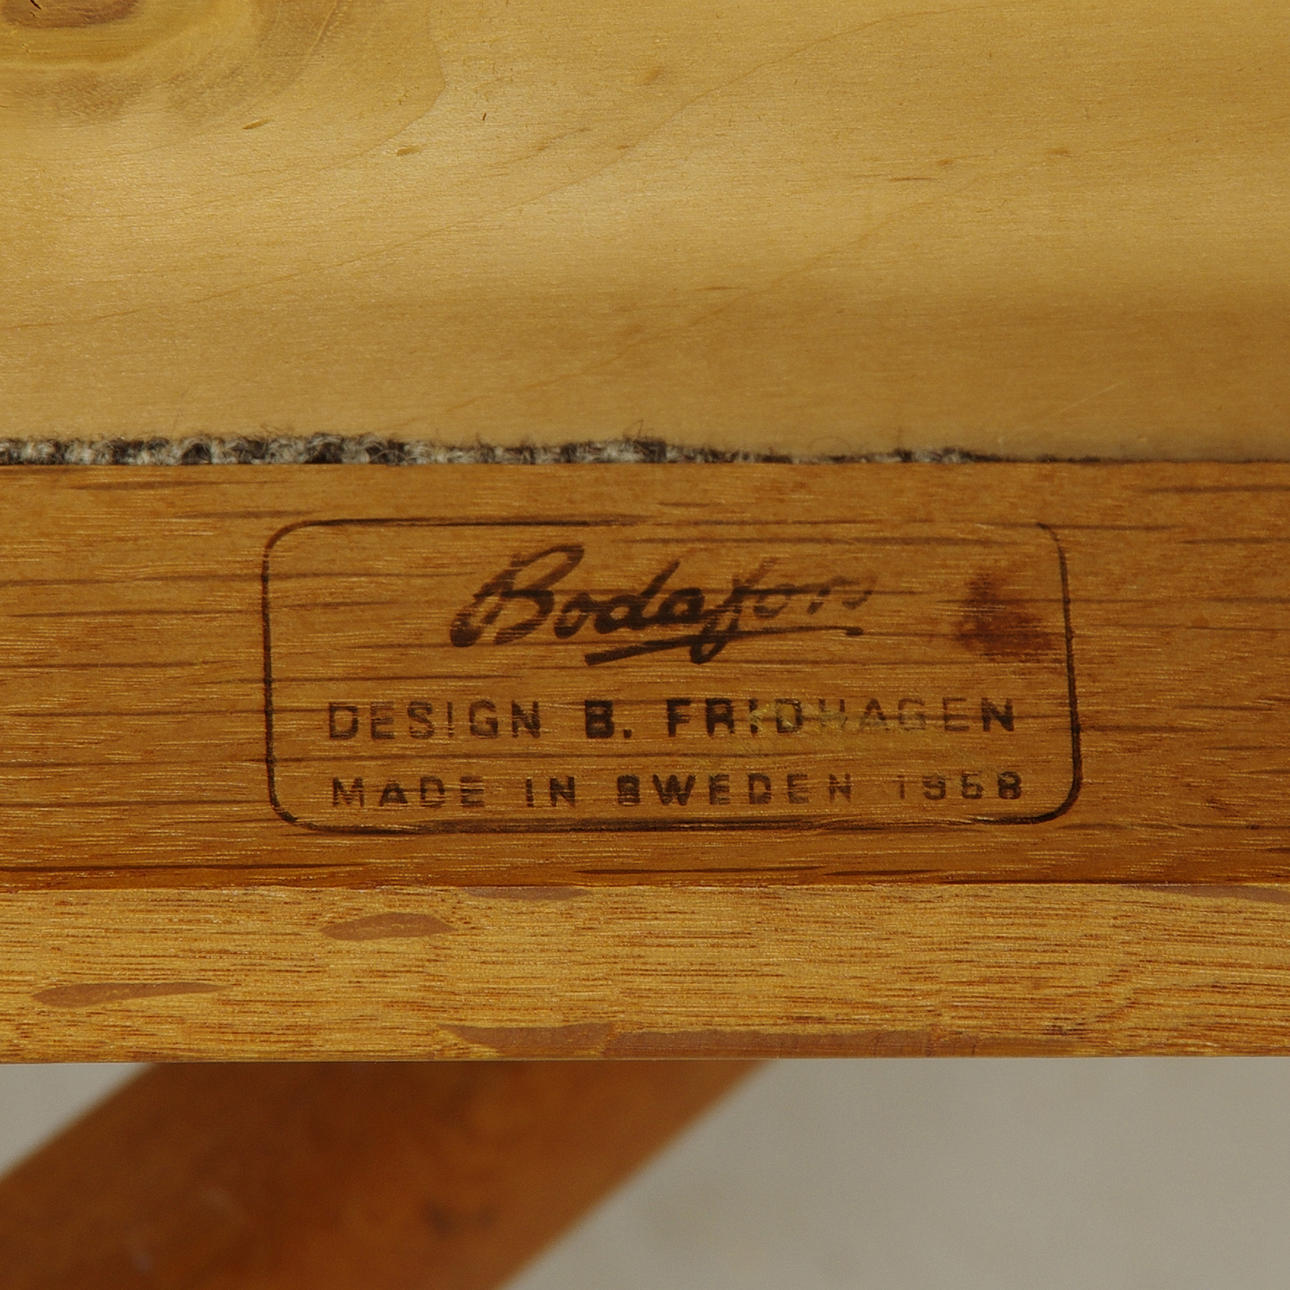 Bodafors
DESIGN B. FRIDHAGEN
MADE IN SWEDEN 1958